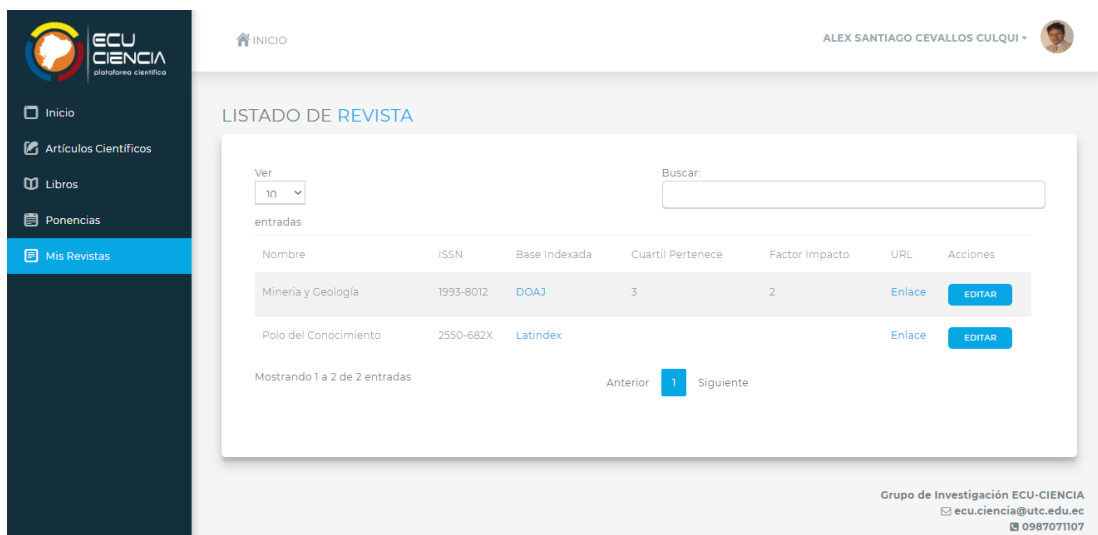 ECU
CIENCIA
plataforma científica
INICIO
ALEX SANTIAGO CEVALLOS CULQUI
Inicio
Artículos Científicos
Libros
Ponencias
Mis Revistas
LISTADO DE REVISTA
Ver
10
entradas
Buscar:
Nombre ISSN Base Indexada Cuartil Pertenece Factor Impacto URL Acciones
Mineria y Geología 1993-8012 DOAJ 3 2 Enlace EDITAR
Polo del Conocimiento 2550-682X Latindex Enlace EDITAR
Mostrando 1 a 2 de 2 entradas
Anterior 1 Siguiente
Grupo de Investigación ECU-CIENCIA
ecu.ciencia@utc.edu.ec
0987071107